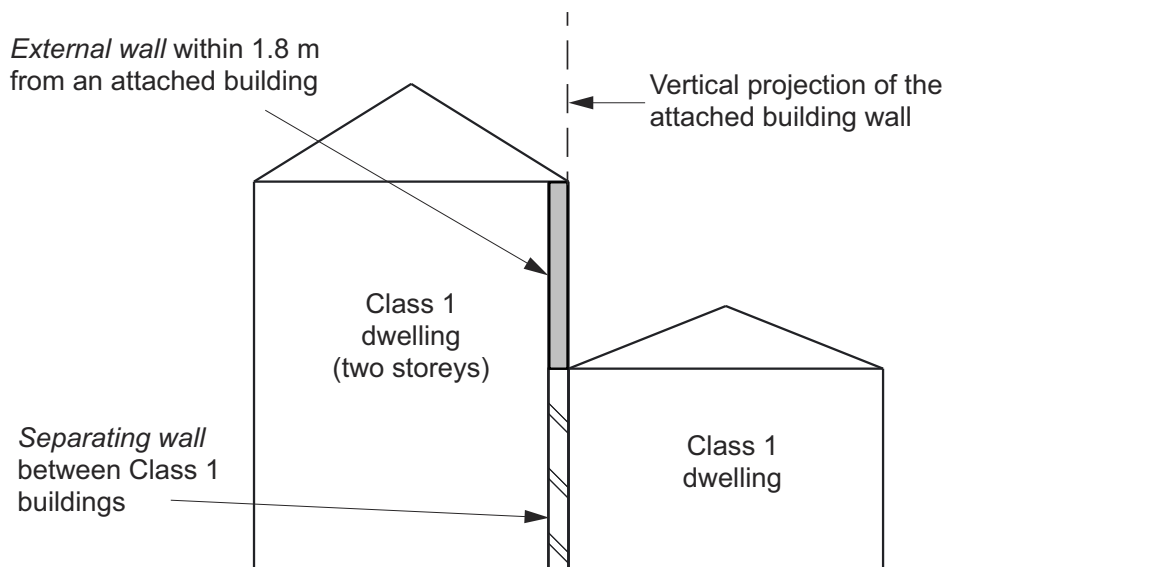 External wall within 1.8 m
from an attached building
Vertical projection of the
attached building wall
Class 1
dwelling
(two storeys)
Separating wall
between Class 1
buildings
Class 1
dwelling